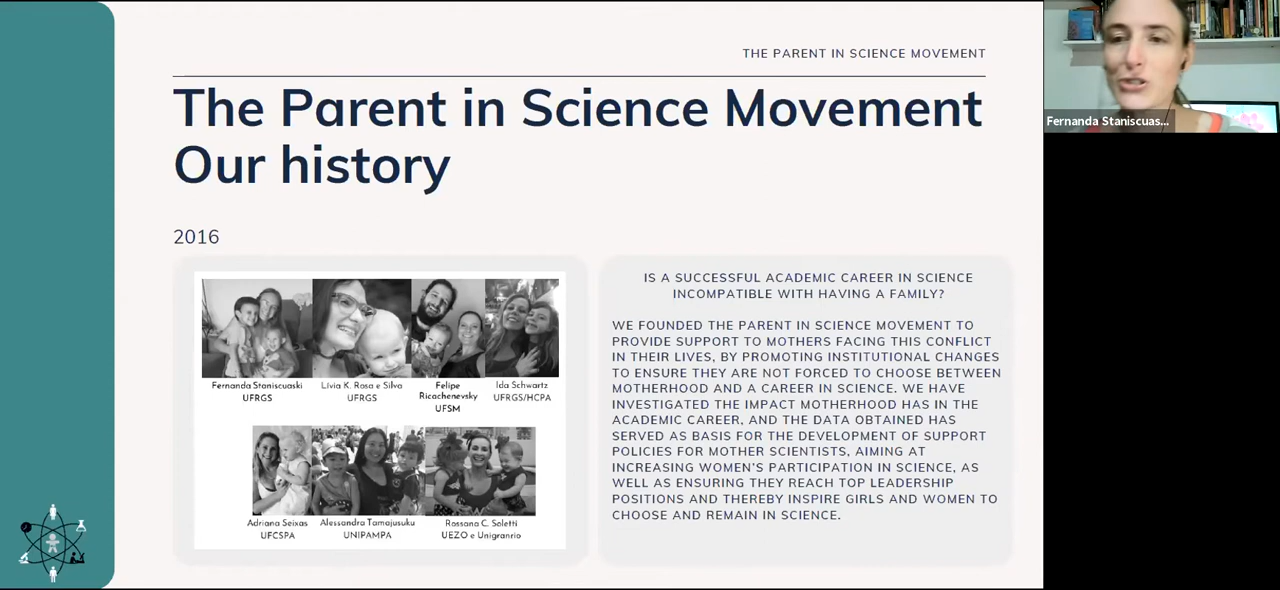 THE PARENT IN SCIENCE MOVEMENT
The Parent in Science Movement
Our history
2016
Fernanda Staniscuaski
UFRGS
Lívia K. Rosa e Silva
UFRGS
Felipe
Ricachenevsky
UFSM
Ida Schwartz
UFRGS/HCPA
Adriana Seixas
UFCSPA
Alessandra Tamajusuku
UNIPAMPA
Rossana C. Soletti
UEZO e Unigranrio
IS A SUCCESSFUL ACADEMIC CAREER IN SCIENCE
INCOMPATIBLE WITH HAVING A FAMILY?
WE FOUNDED THE PARENT IN SCIENCE MOVEMENT TO
PROVIDE SUPPORT TO MOTHERS FACING THIS CONFLICT
IN THEIR LIVES, BY PROMOTING INSTITUTIONAL CHANGES
TO ENSURE THEY ARE NOT FORCED TO CHOOSE BETWEEN
MOTHERHOOD AND A CAREER IN SCIENCE. WE HAVE
INVESTIGATED THE IMPACT MOTHERHOOD HAS IN THE
ACADEMIC CAREER, AND THE DATA OBTAINED HAS
SERVED AS BASIS FOR THE DEVELOPMENT OF SUPPORT
POLICIES FOR MOTHER SCIENTISTS, AIMING AT
INCREASING WOMEN'S PARTICIPATION IN SCIENCE, AS
WELL AS ENSURING THEY REACH TOP LEADERSHIP
POSITIONS AND THEREBY INSPIRE GIRLS AND WOMEN TO
CHOOSE AND REMAIN IN SCIENCE.
Fernanda Staniscuas...